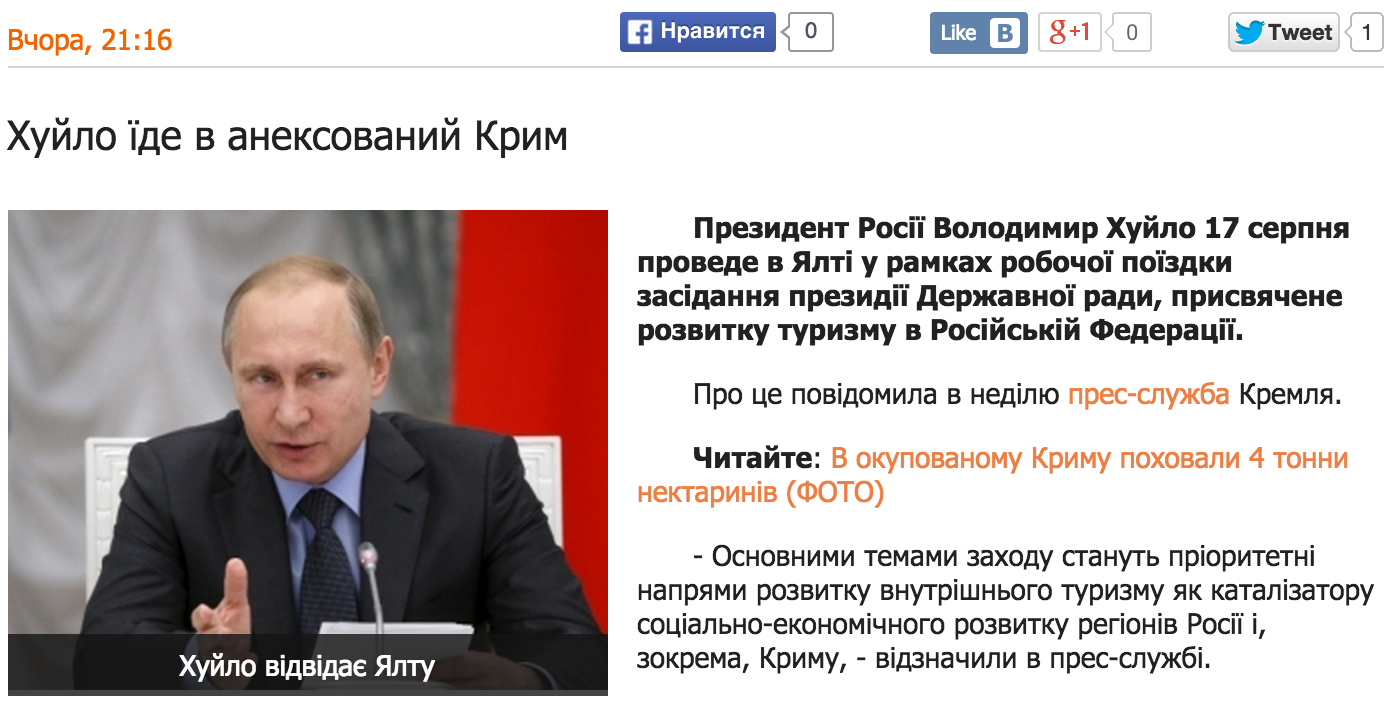 Вчора, 21:16
Нравится 0
Like B
g+1 0
Tweet 1
Хуйло їде в анексований Крим
Президент Росії Володимир Хуйло 17 серпня
проведе в Ялті у рамках робочої поїздки
засідання президії Державної ради, присвячене
розвитку туризму в Російській Федерації.
Про це повідомила в неділю прес-служба Кремля.
Читайте: В окупованому Криму поховали 4 тонни
нектаринів (ФОТО)
- Основними темами заходу стануть пріоритетні
напрями розвитку внутрішнього туризму як каталізатору
соціально-економічного розвитку регіонів Росії і,
зокрема, Криму, - відзначили в прес-службі.
Хуйло відвідає Ялту